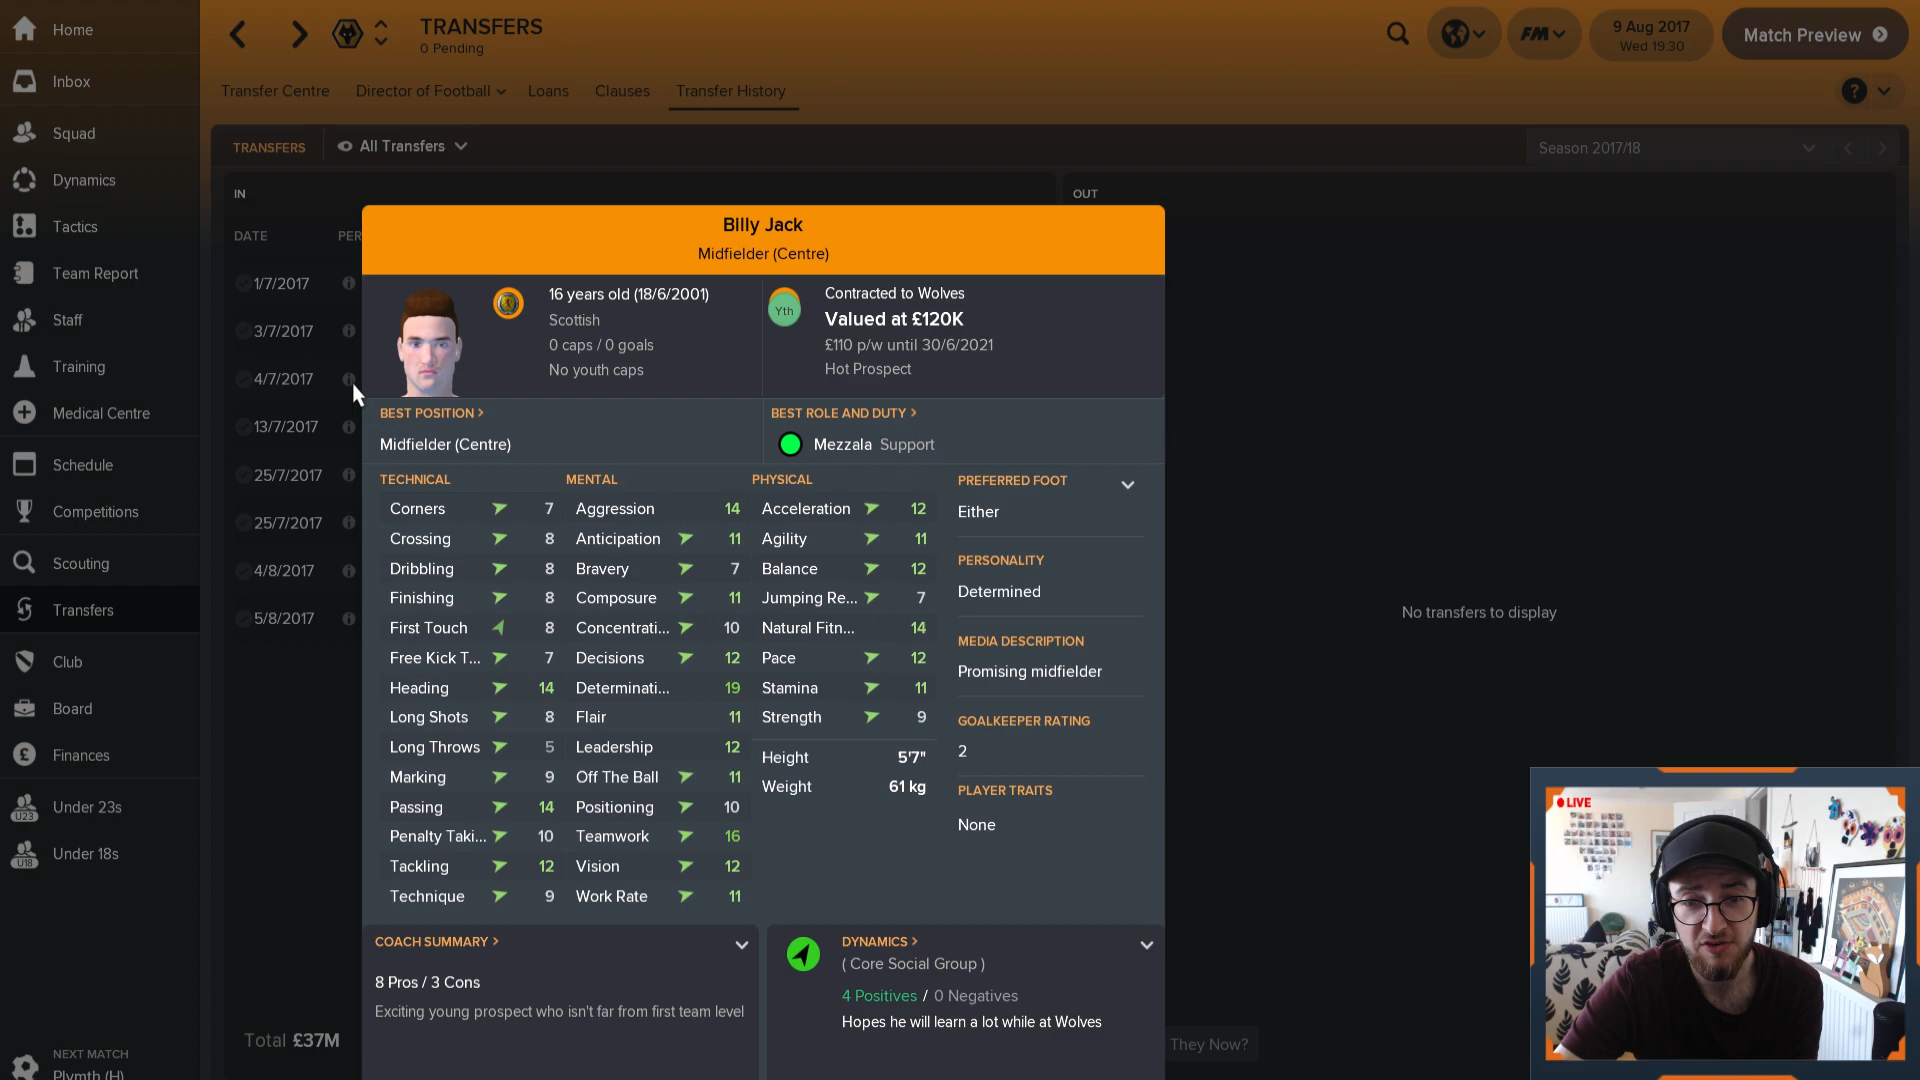 Home
Inbox
Squad
Dynamics
Tactics
Team Report
Staff
Training
Medical Centre
Schedule
Competitions
Scouting
Transfers
Club
Board
Finances
U23
Under 23s
U18
Under 18s
NEXT MATCH
Plymth (H)
TRANSFERS
0 Pending
FM
9 Aug 2017
Wed 19:30
Match Preview
Transfer Centre
Director of Football
Loans
Clauses
Transfer History
?
TRANSFERS
All Transfers
Season 2017/18
IN
OUT
DATE
PER
1/7/2017
3/7/2017
4/7/2017
13/7/2017
25/7/2017
25/7/2017
4/8/2017
5/8/2017
Total £37M
No transfers to display
They Now?
Billy Jack
Midfielder (Centre)
16 years old (18/6/2001)
Scottish
0 caps / 0 goals
No youth caps
Yth
Contracted to Wolves
Valued at £120K
£110 p/w until 30/6/2021
Hot Prospect
BEST POSITION >
Midfielder (Centre)
BEST ROLE AND DUTY >
Mezzala Support
TECHNICAL
Corners 7
Crossing 8
Dribbling 8
Finishing 8
First Touch 8
Free Kick T... 7
Heading 14
Long Shots 8
Long Throws 5
Marking 9
Passing 14
Penalty Taki... 10
Tackling 12
Technique 9
MENTAL
Aggression 14
Anticipation 11
Bravery 7
Composure 11
Concentrati... 10
Decisions 12
Determinati... 19
Flair 11
Leadership 12
Off The Ball 11
Positioning 10
Teamwork 16
Vision 12
Work Rate 11
PHYSICAL
Acceleration 12
Agility 11
Balance 12
Jumping Re... 7
Natural Fitn... 14
Pace 12
Stamina 11
Strength 9
Height 5'7"
Weight 61 kg
PREFERRED FOOT
Either
PERSONALITY
Determined
MEDIA DESCRIPTION
Promising midfielder
GOALKEEPER RATING
2
PLAYER TRAITS
None
COACH SUMMARY >
8 Pros / 3 Cons
Exciting young prospect who isn't far from first team level
DYNAMICS >
( Core Social Group )
4 Positives / 0 Negatives
Hopes he will learn a lot while at Wolves
LIVE